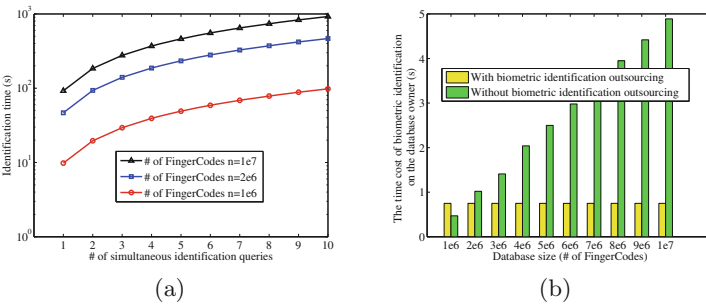 10³
10²
10¹
10⁰
Identification time (s)
# of FingerCodes n=1e7
# of FingerCodes n=2e6
# of FingerCodes n=1e6
1 2 3 4 5 6 7 8 9 10
# of simultaneous identification queries
(a)
The time cost of biometric identification
on the database owner (s)
5
4
3
2
1
0
With biometric identification outsourcing
Without biometric identification outsourcing
1e6 2e6 3e6 4e6 5e6 6e6 7e6 8e6 9e6 1e7
Database size (# of FingerCodes)
(b)